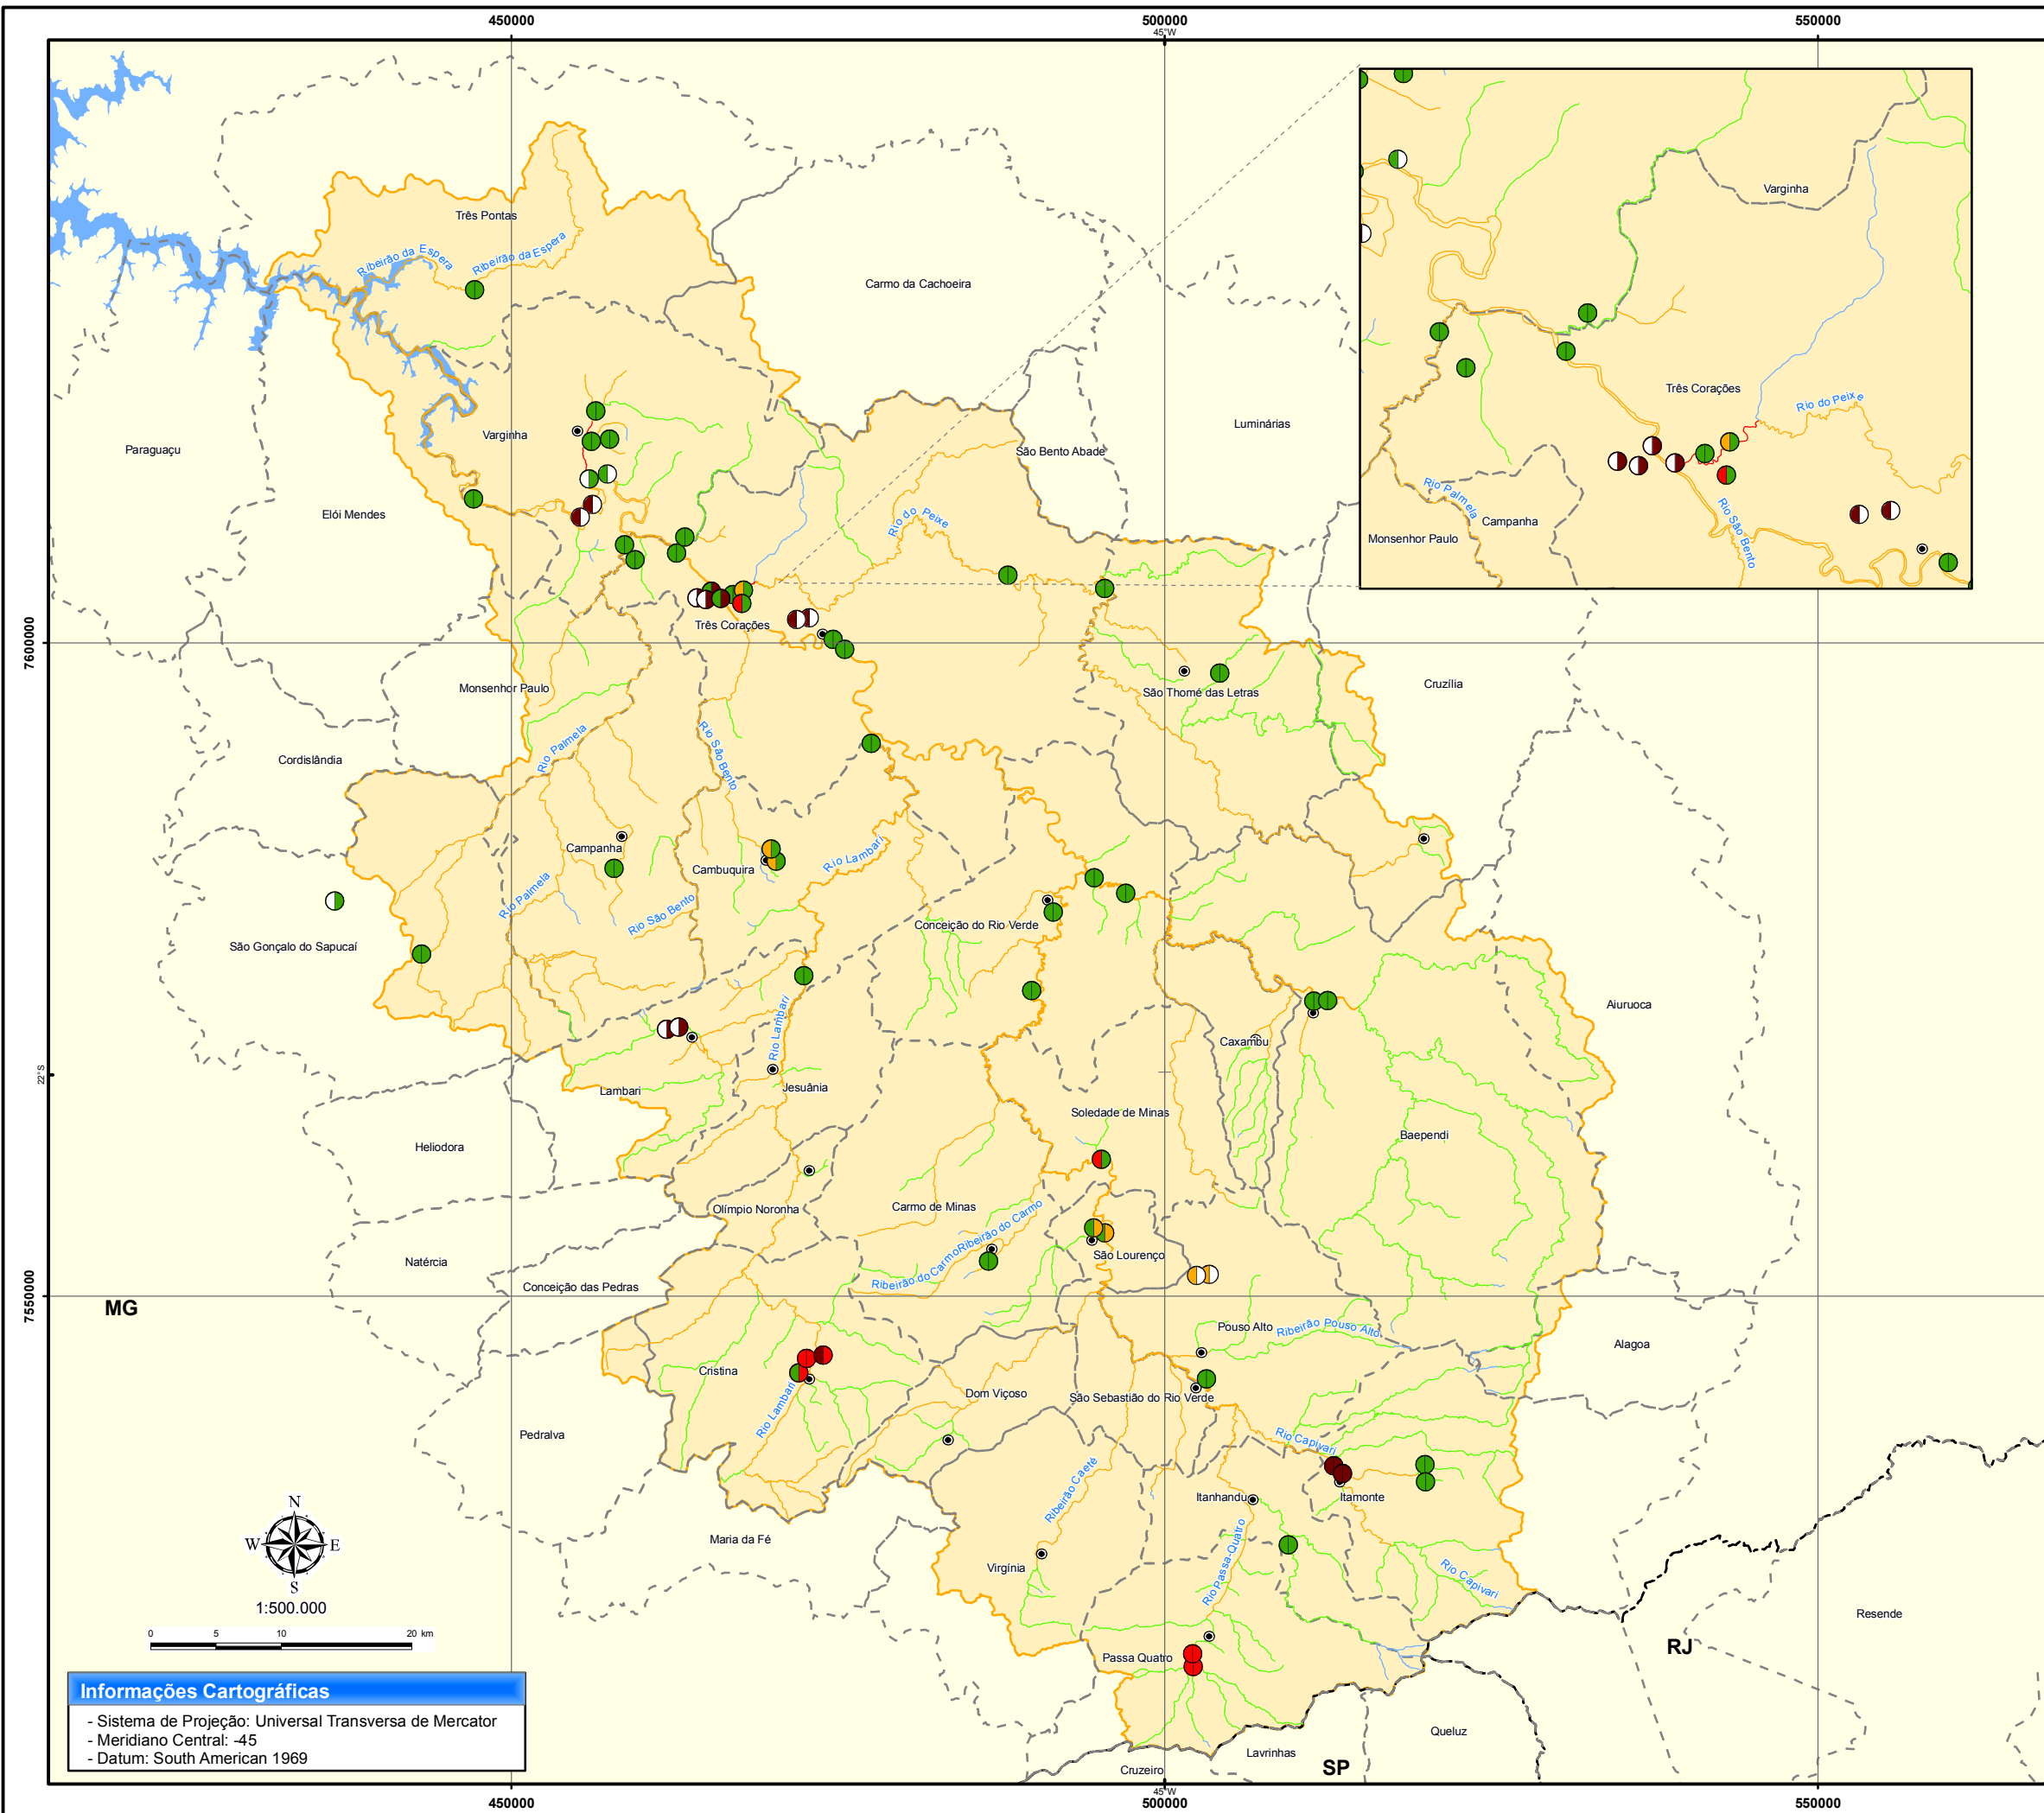 450000
500000
550000
45°W
Três Pontas
Ribeirão da Espera
Ribeirão da Espera
Carmo da Cachoeira
Varginha
Luminárias
São Bento Abade
Varginha
Paraguaçu
Elói Mendes
Rio do Peixe
Três Corações
Rio do Peixe
Rio Palmela
Campanha
Monsenhor Paulo
Rio São Bento
7600000
Três Corações
Monsenhor Paulo
São Thomé das Letras
Cruzília
Cordislândia
Rio Palmela
Rio São Bento
Campanha
Cambuquira
Rio Lambari
Rio Palmela
Rio São Bento
Conceição do Rio Verde
São Gonçalo do Sapucaí
Aiuruoca
Rio Lambari
Caxambu
22°S
Lambari
Jesuânia
Soledade de Minas
Baependi
Heliodora
Olímpio Noronha
Carmo de Minas
Ribeirão do Carmo
Ribeirão do Carmo
São Lourenço
Natércia
Conceição das Pedras
7550000
MG
Pouso Alto
Ribeirão Pouso Alto
Alagoa
Cristina
Rio Lambari
Dom Viçoso
São Sebastião do Rio Verde
Pedralva
Rio Capivari
Ribeirão Caeté
Itanhandu
Itamonte
Maria da Fé
Virgínia
Rio Passa-Quatro
Rio Capivari
Resende
RJ
Passa Quatro
Queluz
Lavrinhas
SP
Cruzeiro
N
W
E
S
1:500.000
0
5
10
20
km
Informações Cartográficas
- Sistema de Projeção: Universal Transversa de Mercator
- Meridiano Central: -45
- Datum: South American 1969
45°W
450000
500000
550000